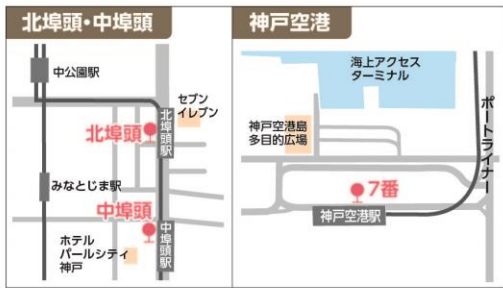 北埠頭・中埠頭
中公園駅
セブン
イレブン
北埠頭
北埠頭駅
みなとじま駅
中埠頭
中埠頭駅
ホテル
パールシティ
神戸
神戸空港
海上アクセス
ターミナル
神戸空港島
多目的広場
ポートライナー
7番
神戸空港駅